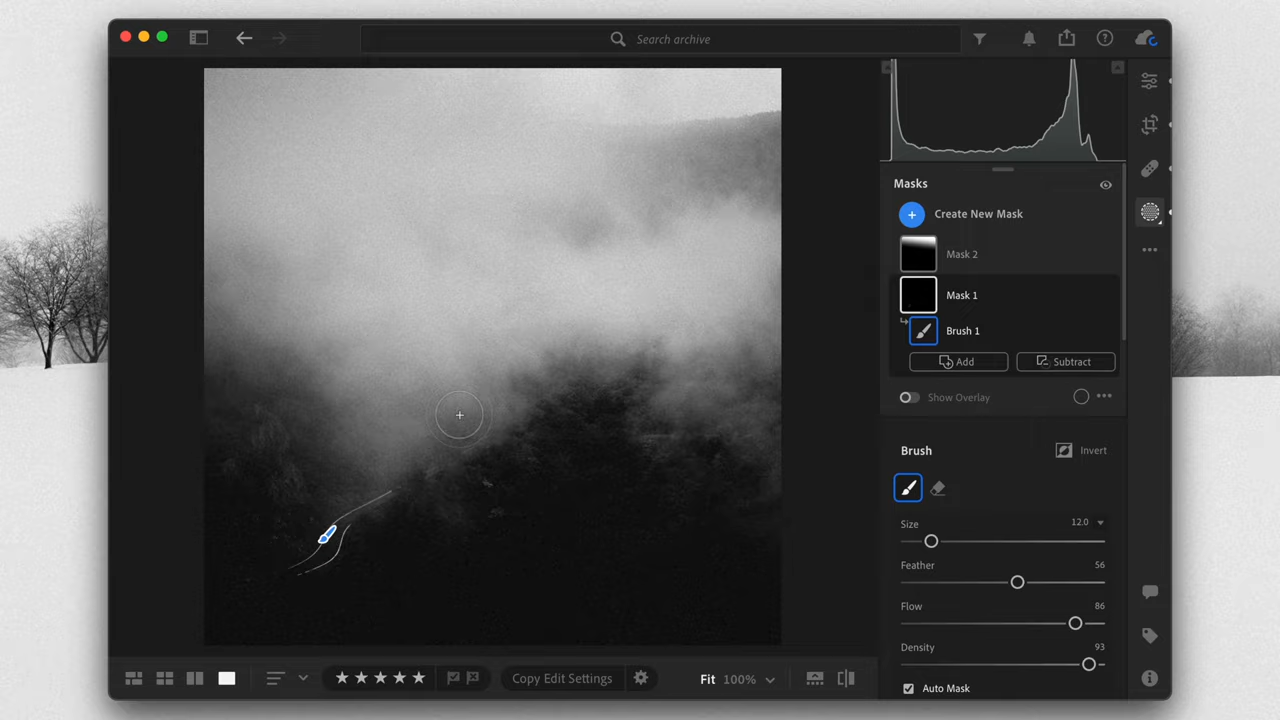 Search archive
Masks
Create New Mask
Mask 2
Mask 1
Brush 1
Add
Subtract
Show Overlay
Brush
Invert
Size
12.0
Feather
56
Flow
86
Density
93
Auto Mask
Copy Edit Settings
Fit
100%